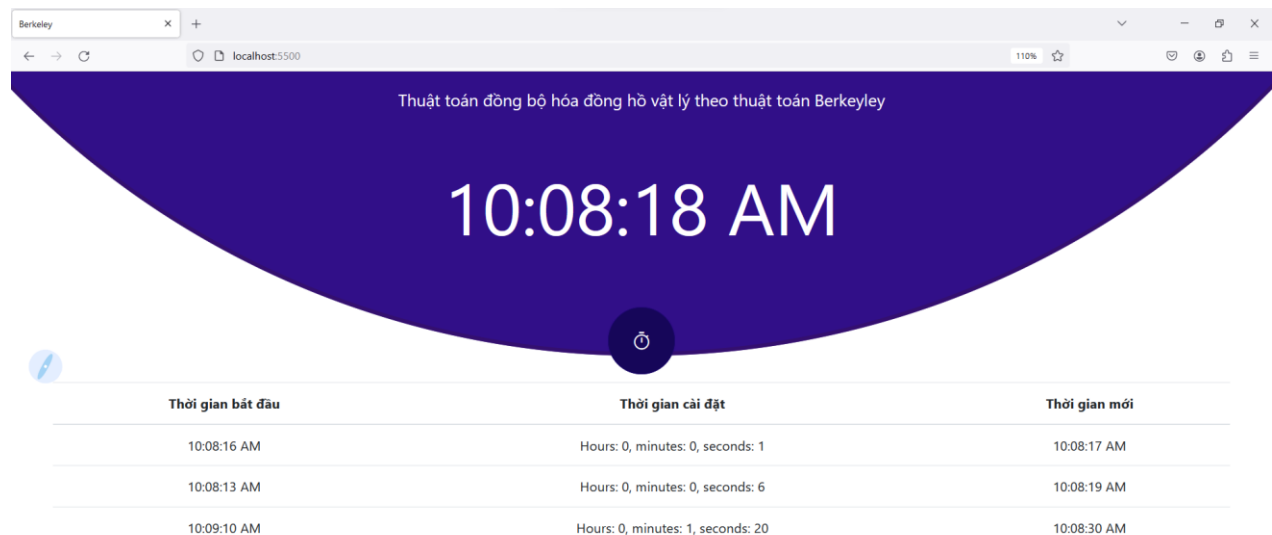 Berkeley
localhost:5500
110%
Thuật toán đồng bộ hóa đồng hồ vật lý theo thuật toán Berkeyley
10:08:18 AM
Thời gian bắt đầu Thời gian cài đặt Thời gian mới
10:08:16 AM Hours: 0, minutes: 0, seconds: 1 10:08:17 AM
10:08:13 AM Hours: 0, minutes: 0, seconds: 6 10:08:19 AM
10:09:10 AM Hours: 0, minutes: 1, seconds: 20 10:08:30 AM